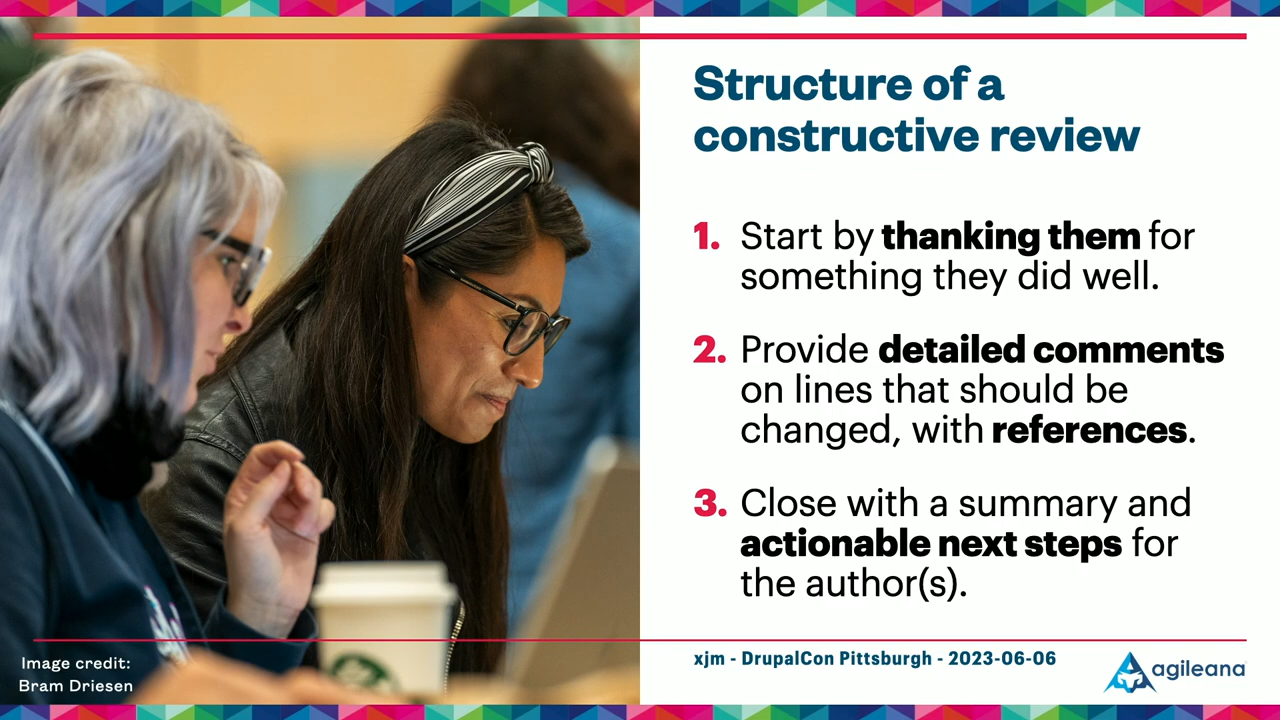 Structure of a
constructive review
1. Start by thanking them for
something they did well.
2. Provide detailed comments
on lines that should be
changed, with references.
3. Close with a summary and
actionable next steps for
the author(s).
Image credit:
Bram Driesen
xjm - DrupalCon Pittsburgh - 2023-06-06
agileana